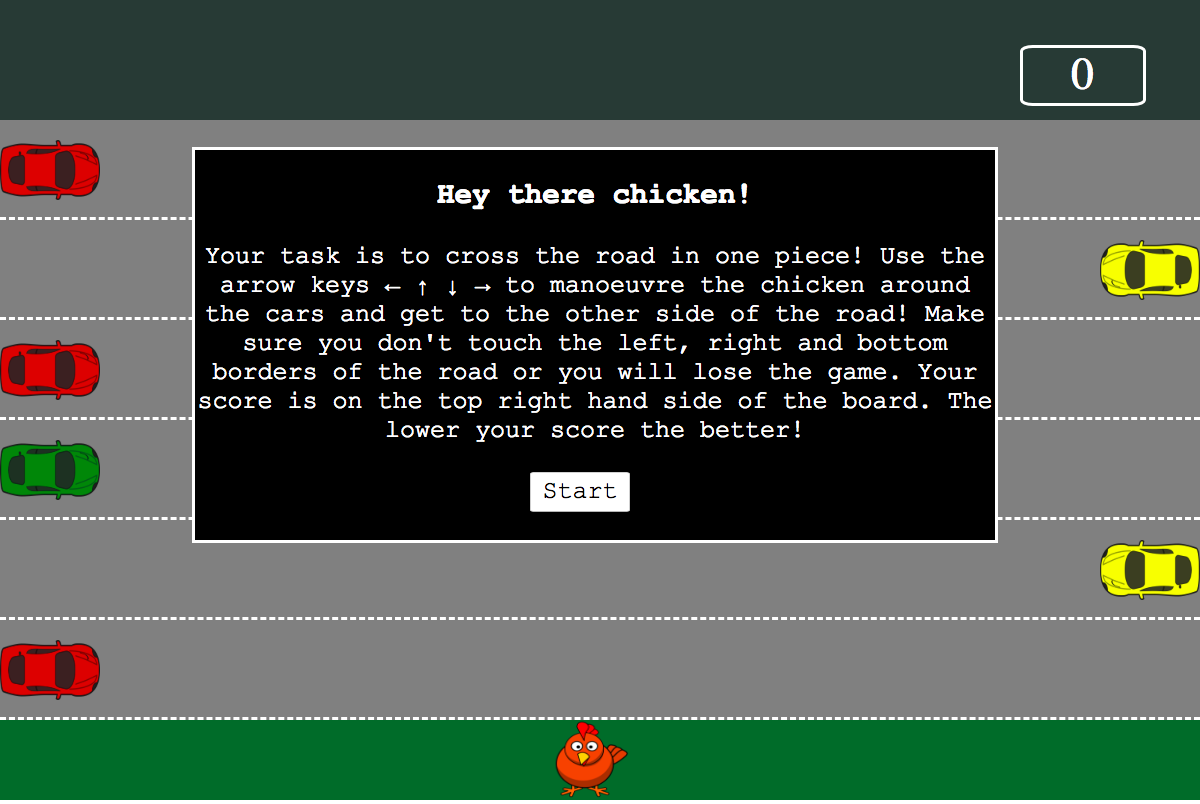 0
Hey there chicken!
Your task is to cross the road in one piece! Use the
arrow keys ← ↑ ↓ → to manoeuvre the chicken around
the cars and get to the other side of the road! Make
sure you don't touch the left, right and bottom
borders of the road or you will lose the game. Your
score is on the top right hand side of the board. The
lower your score the better!
Start